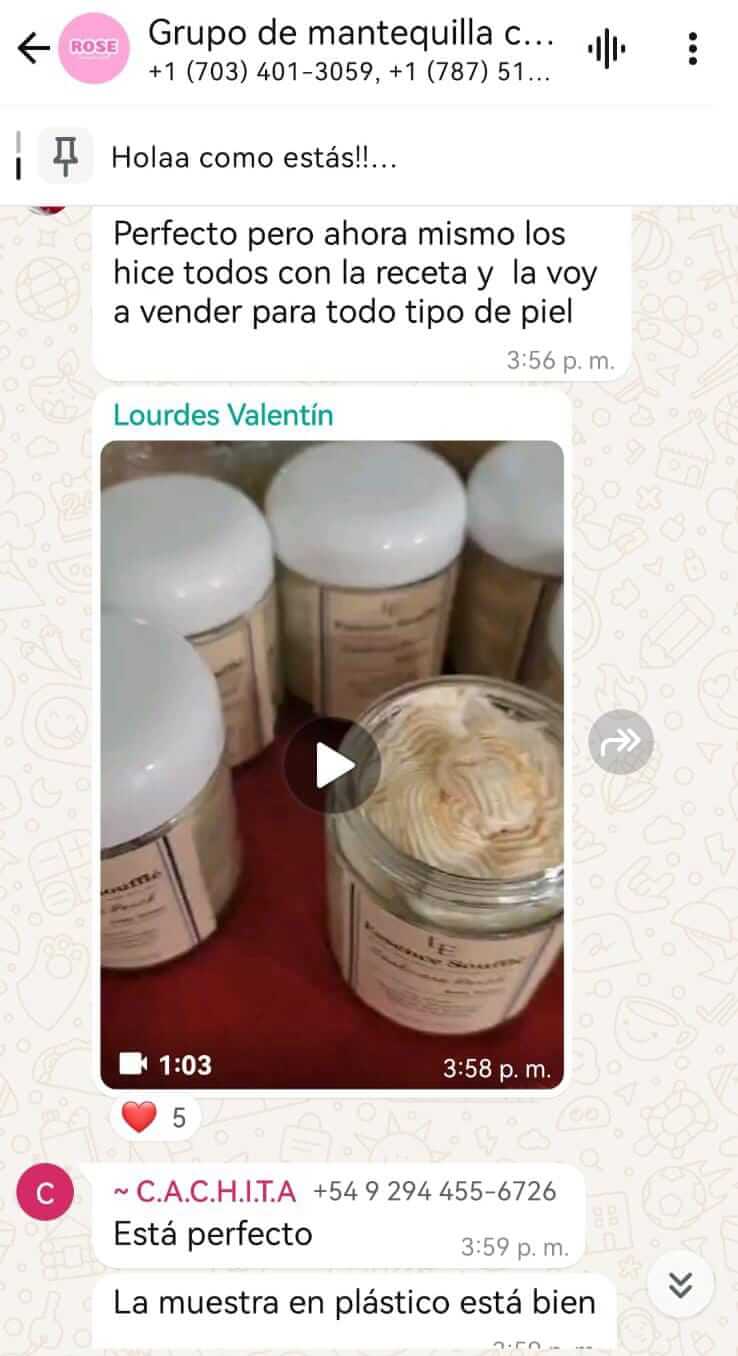 ROSE
Grupo de mantequilla c...
+1 (703) 401-3059, +1 (787) 51...
Holaa como estás!!...
Perfecto pero ahora mismo los
hice todos con la receta y la voy
a vender para todo tipo de piel
3:56 p. m.
Lourdes Valentín
LE
Essence Soufflé
1:03
3:58 p. m.
❤️ 5
C
~ C.A.C.H.I.T.A +54 9 294 455-6726
Está perfecto
3:59 p. m.
La muestra en plástico está bien